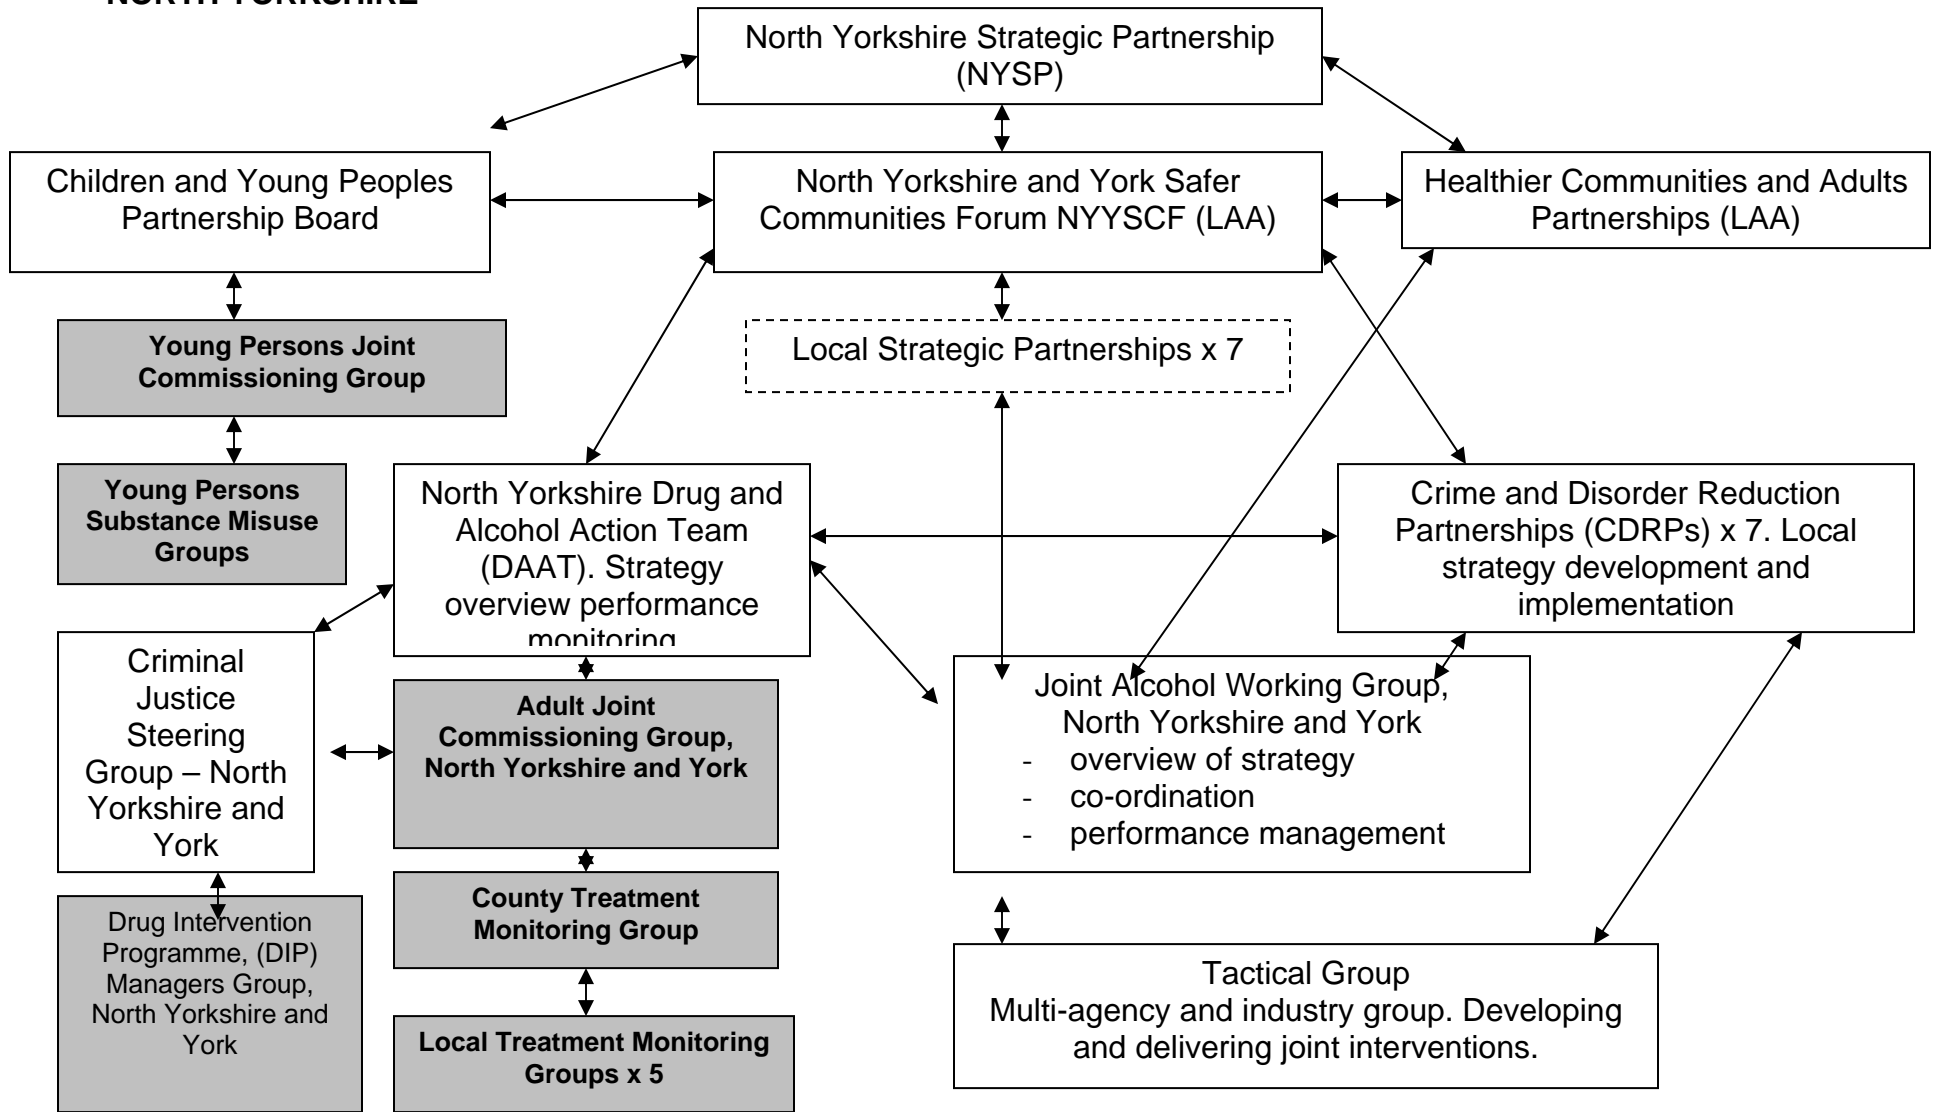 NORTH YORKSHIRE
North Yorkshire Strategic Partnership
(NYSP)
Children and Young Peoples
Partnership Board
North Yorkshire and York Safer
Communities Forum NYYSCF (LAA)
Healthier Communities and Adults
Partnerships (LAA)
Young Persons Joint
Commissioning Group
Local Strategic Partnerships x 7
Young Persons
Substance Misuse
Groups
North Yorkshire Drug and
Alcohol Action Team
(DAAT). Strategy
overview performance
monitoring
Crime and Disorder Reduction
Partnerships (CDRPs) x 7. Local
strategy development and
implementation
Criminal
Justice
Steering
Group – North
Yorkshire and
York
Adult Joint
Commissioning Group,
North Yorkshire and York
Joint Alcohol Working Group,
North Yorkshire and York
- overview of strategy
- co-ordination
- performance management
Drug Intervention
Programme, (DIP)
Managers Group,
North Yorkshire and
York
County Treatment
Monitoring Group
Local Treatment Monitoring
Groups x 5
Tactical Group
Multi-agency and industry group. Developing
and delivering joint interventions.